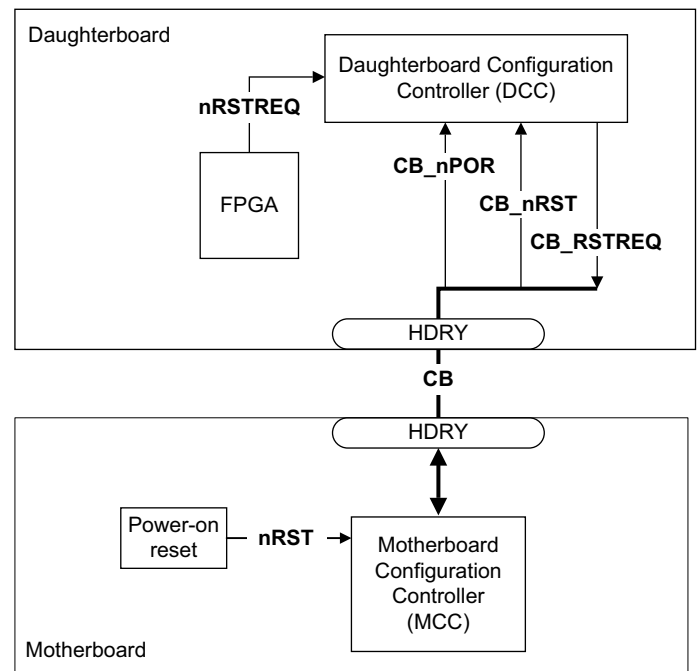 Daughterboard
Daughterboard Configuration
Controller (DCC)
nRSTREQ
CB_nPOR
FPGA
CB_nRST
CB_RSTREQ
HDRY
CB
HDRY
Power-on
reset
nRST
Motherboard
Configuration
Controller
(MCC)
Motherboard